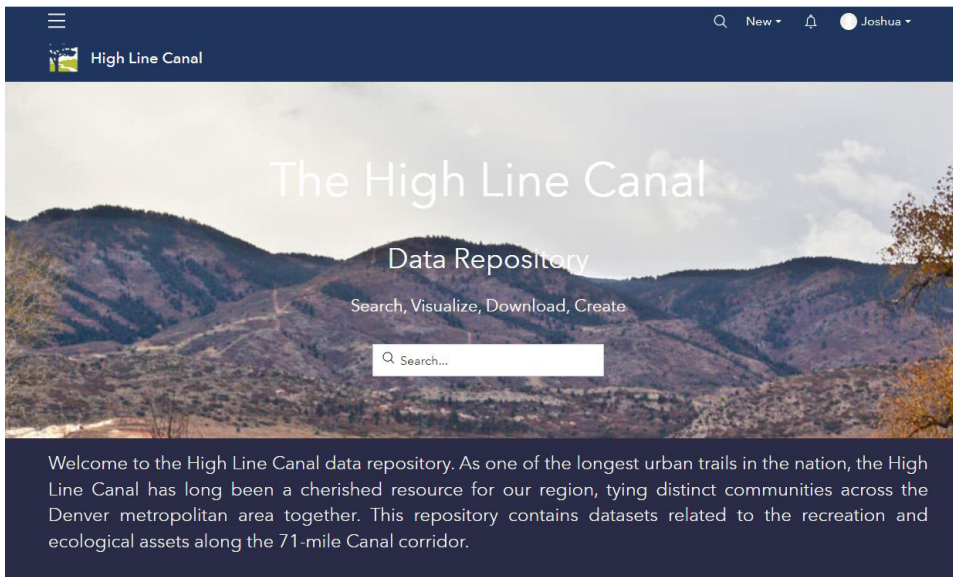 New
Joshua
High Line Canal
The High Line Canal
Data Repository
Search, Visualize, Download, Create
Search...
Welcome to the High Line Canal data repository. As one of the longest urban trails in the nation, the High
Line Canal has long been a cherished resource for our region, tying distinct communities across the
Denver metropolitan area together. This repository contains datasets related to the recreation and
ecological assets along the 71-mile Canal corridor.